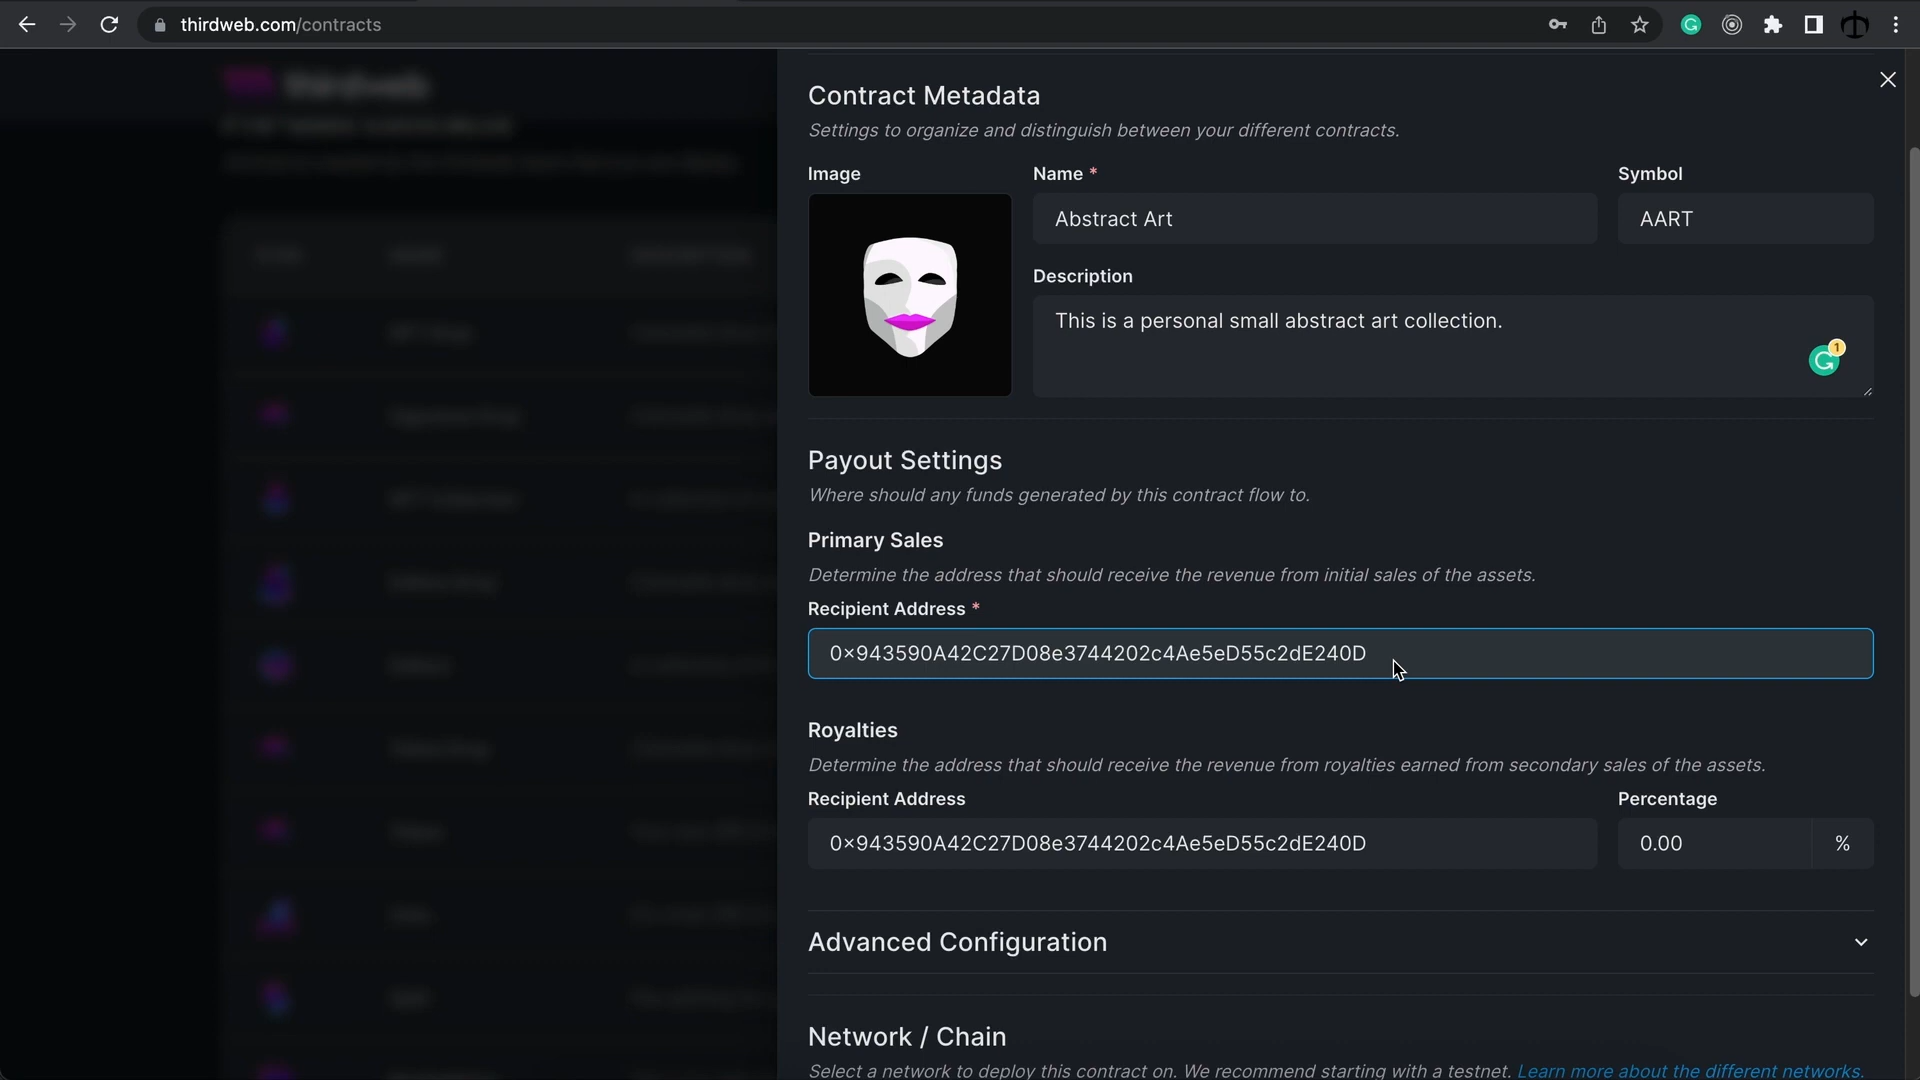 thirdweb.com/contracts
thirdweb
Contract Metadata
Settings to organize and distinguish between your different contracts.
Image
Name *
Symbol
Abstract Art
AART
Description
This is a personal small abstract art collection.
1
Payout Settings
Where should any funds generated by this contract flow to.
Primary Sales
Determine the address that should receive the revenue from initial sales of the assets.
Recipient Address *
0×943590A42C27D08e3744202c4Ae5eD55c2dE240D
Royalties
Determine the address that should receive the revenue from royalties earned from secondary sales of the assets.
Recipient Address
Percentage
0×943590A42C27D08e3744202c4Ae5eD55c2dE240D
0.00
%
Advanced Configuration
Network / Chain
Select a network to deploy this contract on. We recommend starting with a testnet. Learn more about the different networks.